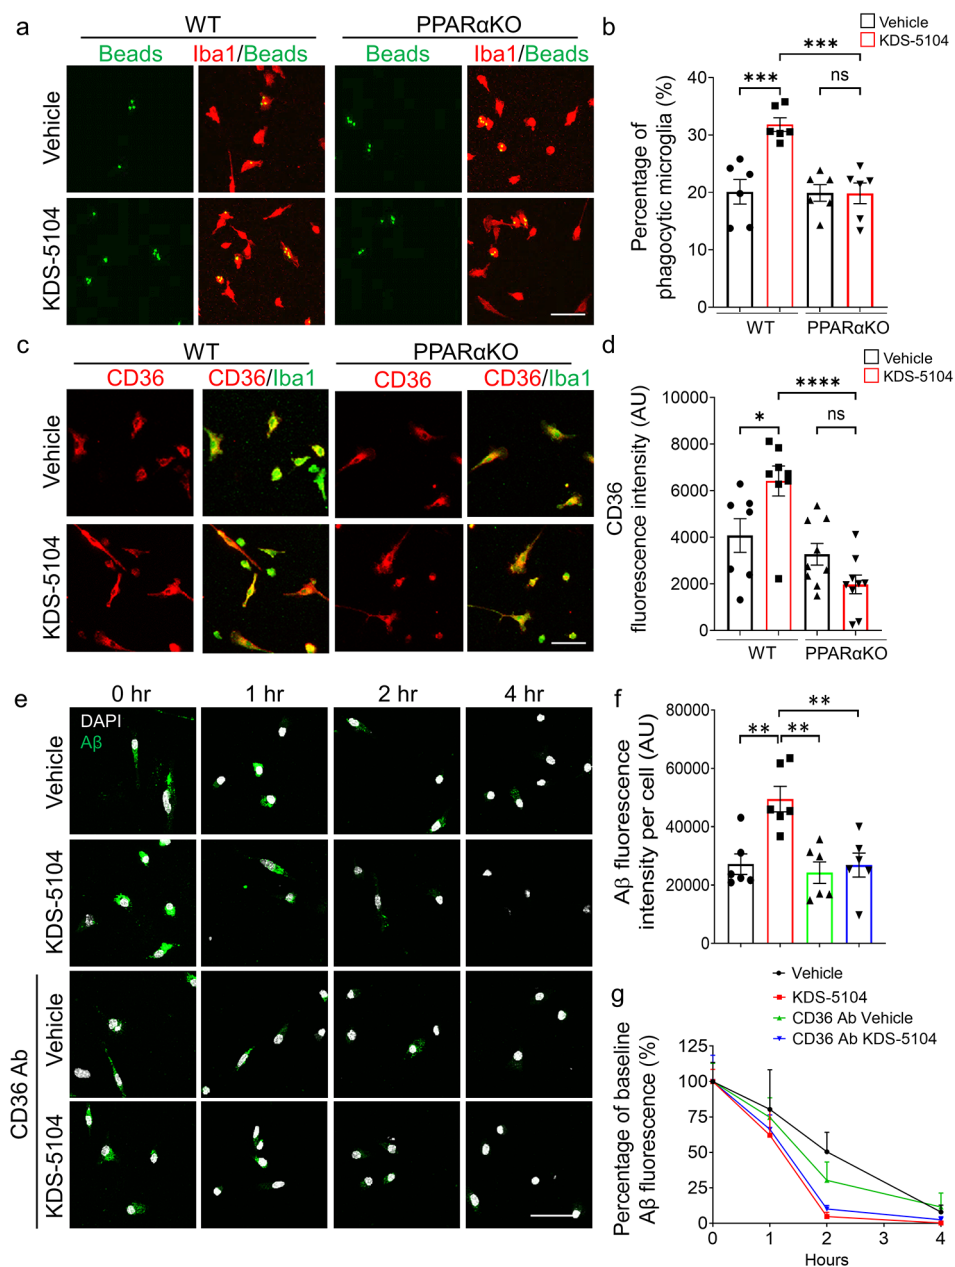 a
WT
PPARαKO
Beads
Iba1/Beads
Beads
Iba1/Beads
Vehicle
KDS-5104
b
Vehicle
KDS-5104
***
***
ns
Percentage of
phagocytic microglia (%)
40
30
20
10
0
WT
PPARαKO
c
WT
PPARαKO
CD36
CD36/Iba1
CD36
CD36/Iba1
Vehicle
KDS-5104
d
Vehicle
KDS-5104
****
*
ns
CD36
fluorescence intensity (AU)
10000
8000
6000
4000
2000
0
WT
PPARαKO
e
0 hr
1 hr
2 hr
4 hr
DAPI
Aβ
Vehicle
KDS-5104
CD36 Ab
Vehicle
KDS-5104
f
**
**
**
Aβ fluorescence
intensity per cell (AU)
80000
60000
40000
20000
0
g
Vehicle
KDS-5104
CD36 Ab Vehicle
CD36 Ab KDS-5104
Percentage of baseline
Aβ fluorescence (%)
125
100
75
50
25
0
0
1
2
3
4
Hours